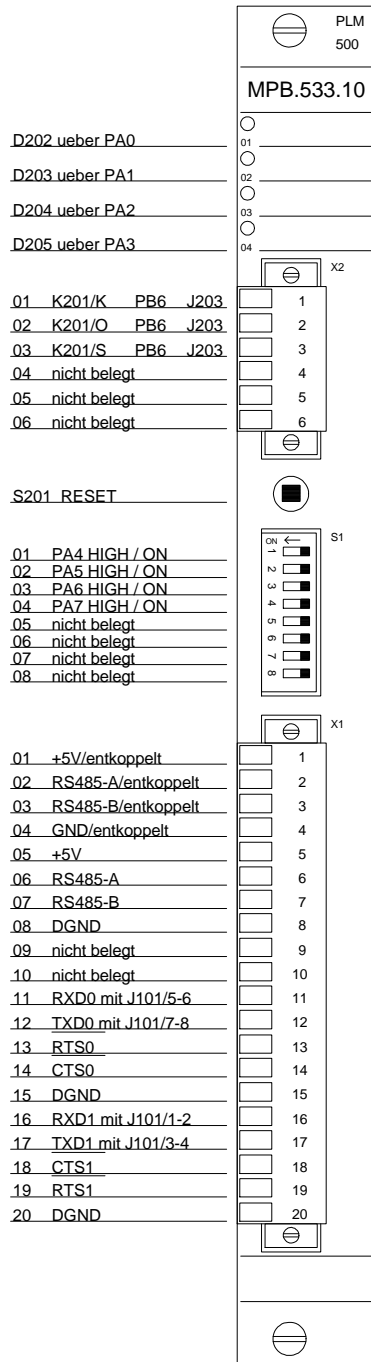 PLM
500
MPB.533.10
D202 ueber PA0 01
D203 ueber PA1 02
D204 ueber PA2 03
D205 ueber PA3 04
X2
01 K201/K PB6 J203 1
02 K201/O PB6 J203 2
03 K201/S PB6 J203 3
04 nicht belegt 4
05 nicht belegt 5
06 nicht belegt 6
S201 RESET
S1
ON ←
01 PA4 HIGH / ON 1
02 PA5 HIGH / ON 2
03 PA6 HIGH / ON 3
04 PA7 HIGH / ON 4
05 nicht belegt 5
06 nicht belegt 6
07 nicht belegt 7
08 nicht belegt 8
X1
01 +5V/entkoppelt 1
02 RS485-A/entkoppelt 2
03 RS485-B/entkoppelt 3
04 GND/entkoppelt 4
05 +5V 5
06 RS485-A 6
07 RS485-B 7
08 DGND 8
09 nicht belegt 9
10 nicht belegt 10
11 RXD0 mit J101/5-6 11
12 TXD0 mit J101/7-8 12
13 RTS0 13
14 CTS0 14
15 DGND 15
16 RXD1 mit J101/1-2 16
17 TXD1 mit J101/3-4 17
18 CTS1 18
19 RTS1 19
20 DGND 20